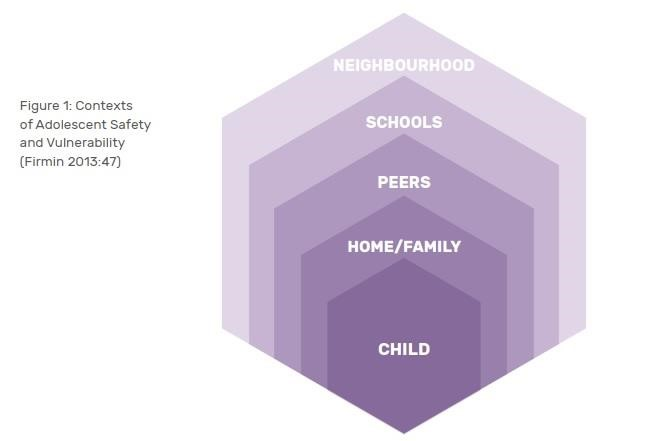 Figure 1: Contexts
of Adolescent Safety
and Vulnerability
(Firmin 2013:47)
NEIGHBOURHOOD
SCHOOLS
PEERS
HOME/FAMILY
CHILD